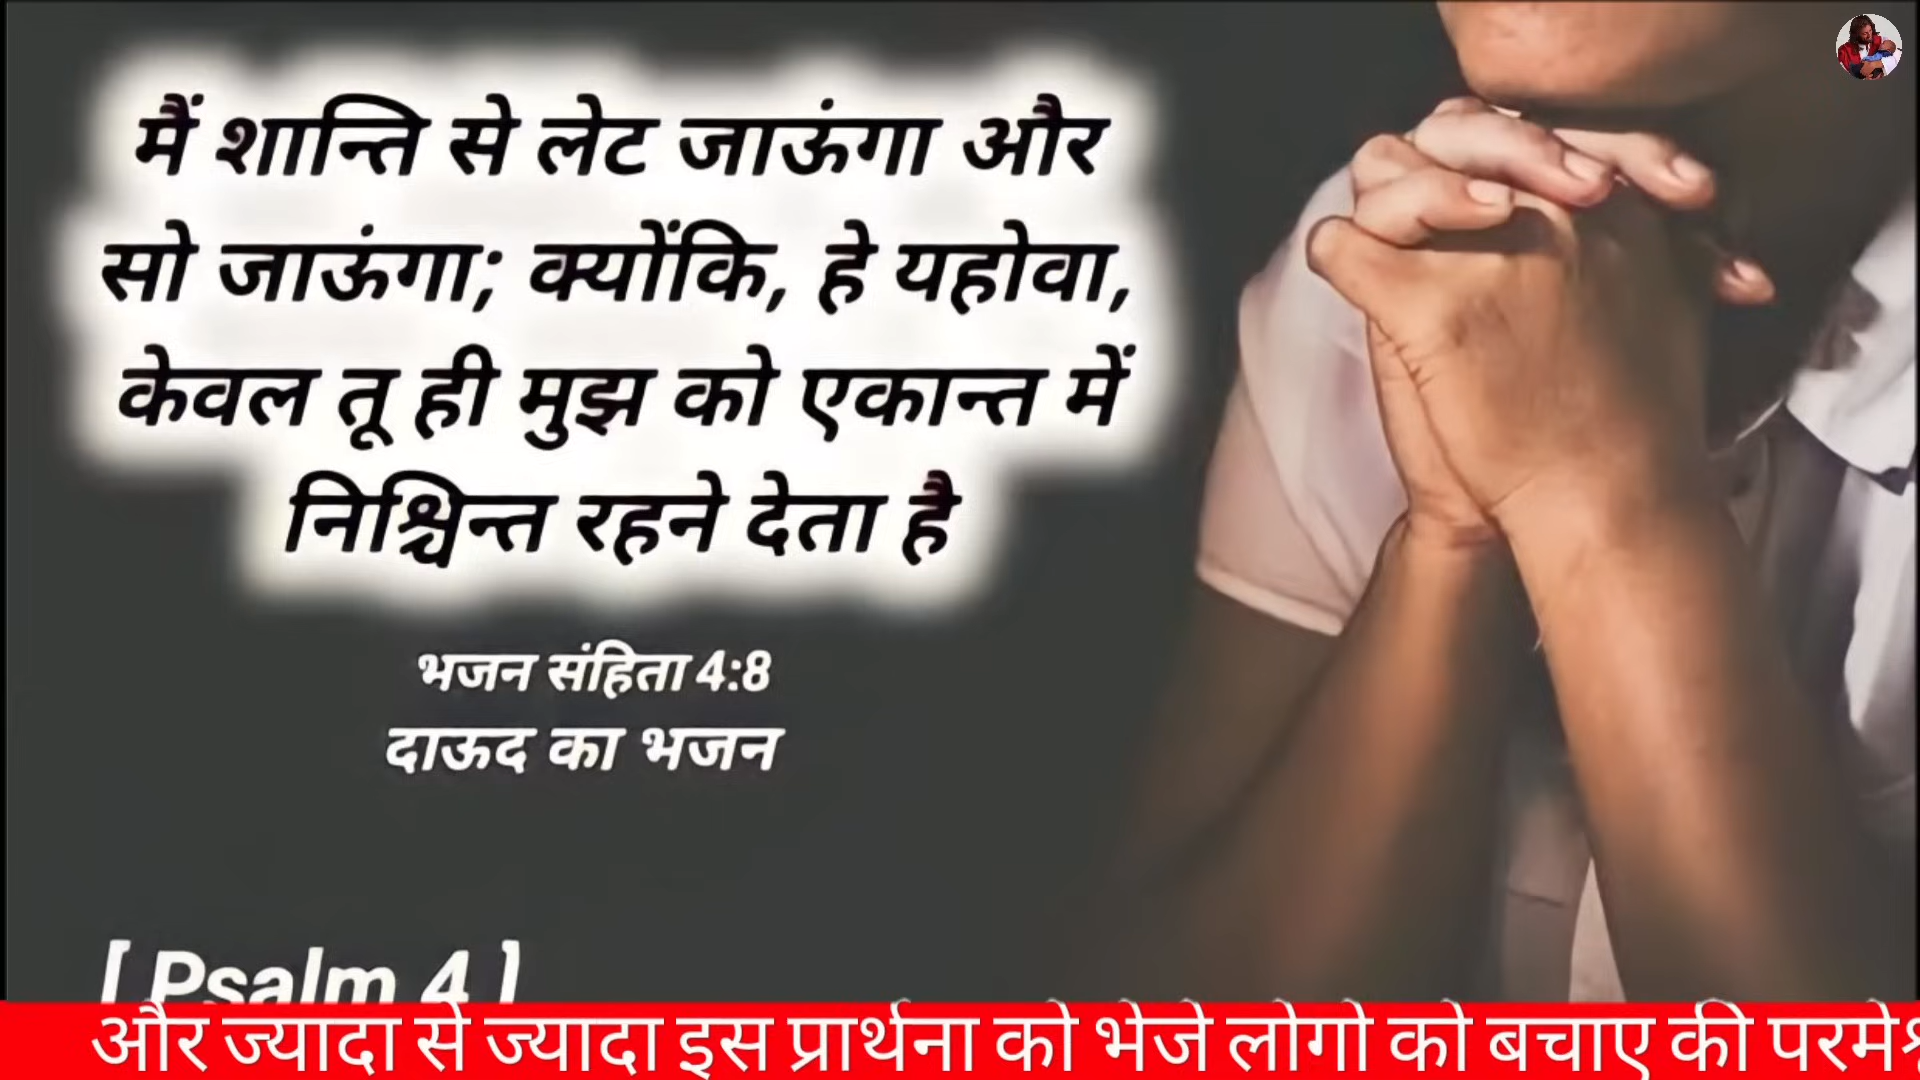 मैं शान्ति से लेट जाऊंगा और
सो जाऊंगा; क्योंकि, हे यहोवा,
केवल तू ही मुझ को एकान्त में
निश्चिन्त रहने देता है
भजन संहिता 4:8
दाऊद का भजन
[ Psalm 4 ]
और ज्यादा से ज्यादा इस प्रार्थना को भेजे लोगो को बचाए की